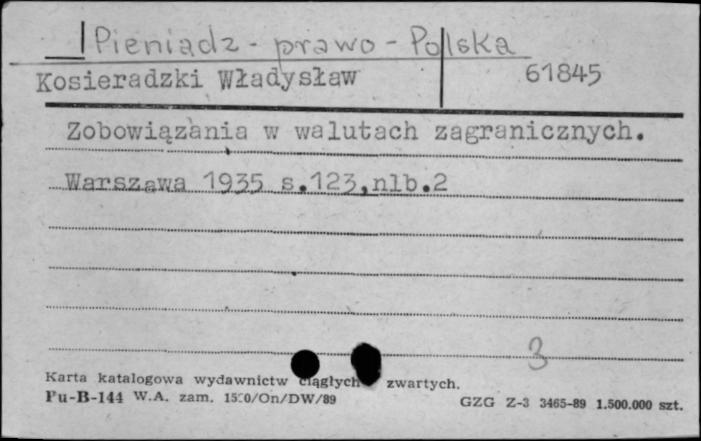 Pieniądz - prawo - Polska
Kosieradzki Władysław 61845
Zobowiązania w walutach zagranicznych.
Warszawa 1935 s.123,nlb.2
3
Karta katalogowa wydawnictw ciągłych zwartych.
Pu-B-144 W.A. zam. /On/DW/89 GZG Z-3 3465-89 1.500.000 szt.